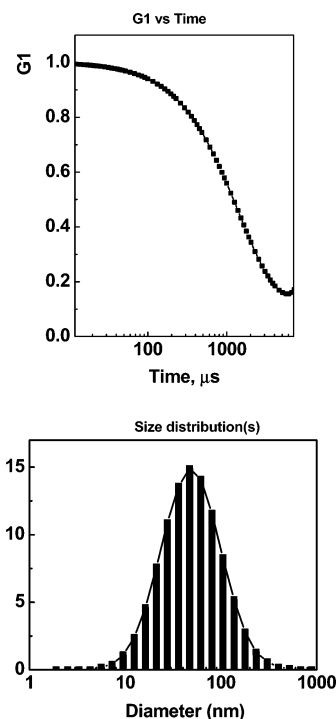 G1 vs Time
G1
1.0
0.8
0.6
0.4
0.2
0.0
100 1000
Time, μs
Size distribution(s)
15
10
5
0
1 10 100 1000
Diameter (nm)